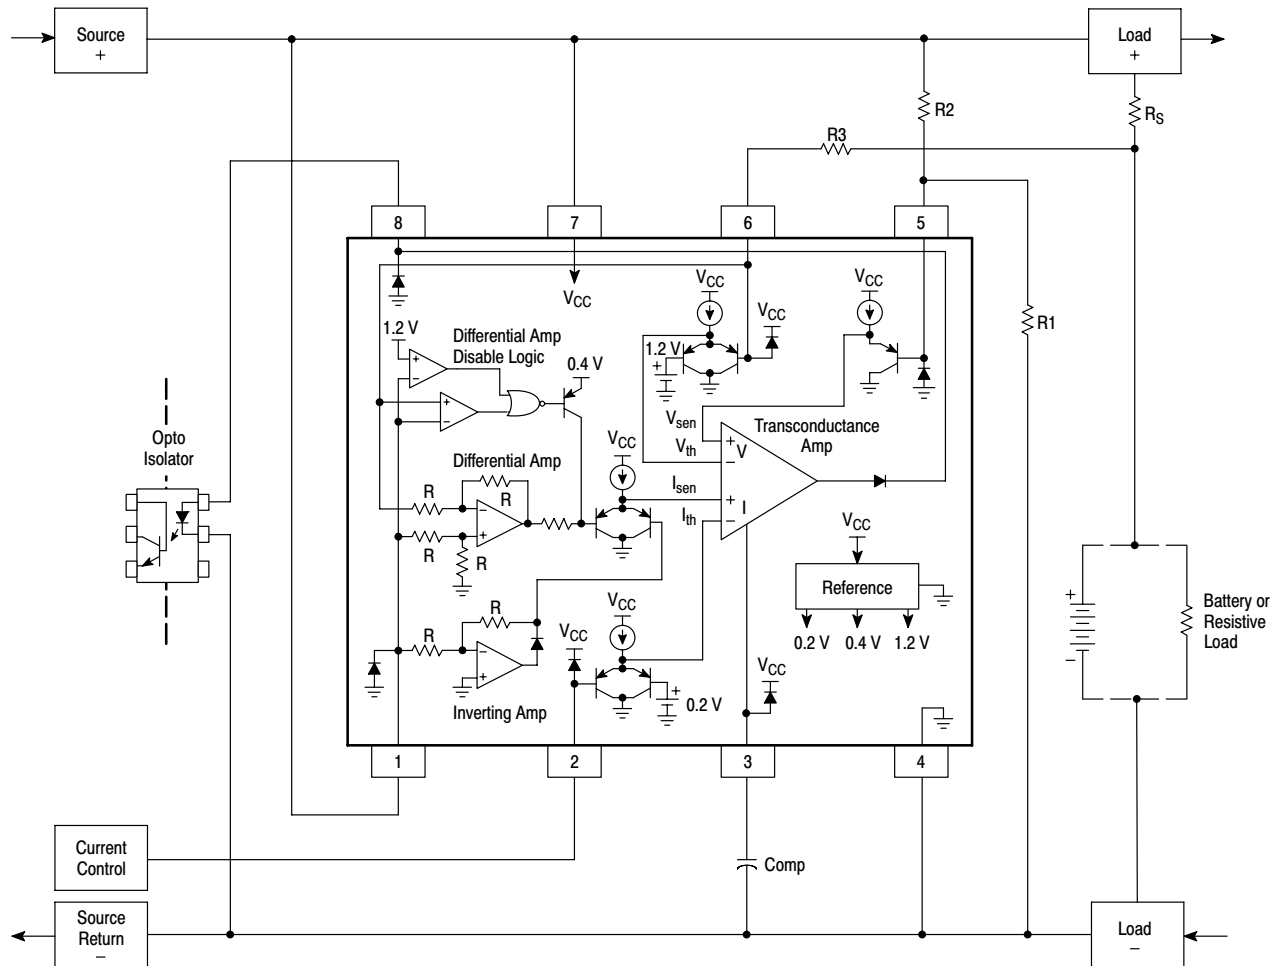 Source
+
Load
+
R2
RS
R3
8
7
6
5
VCC
VCC
VCC
VCC
R1
1.2 V
Differential Amp
Disable Logic
1.2 V
+
0.4 V
+
−
+
−
Vsen
Transconductance
Amp
Opto
Isolator
VCC
Vth
+
V
−
Differential Amp
Isen
R
R
−
+
I
Ith
−
+
VCC
R
R
Reference
+
Battery or
Resistive
Load
R
VCC
0.2 V
0.4 V
1.2 V
VCC
R
−
−
VCC
+
+
0.2 V
Inverting Amp
1
2
3
4
Current
Control
Comp
Source
Return
−
Load
−